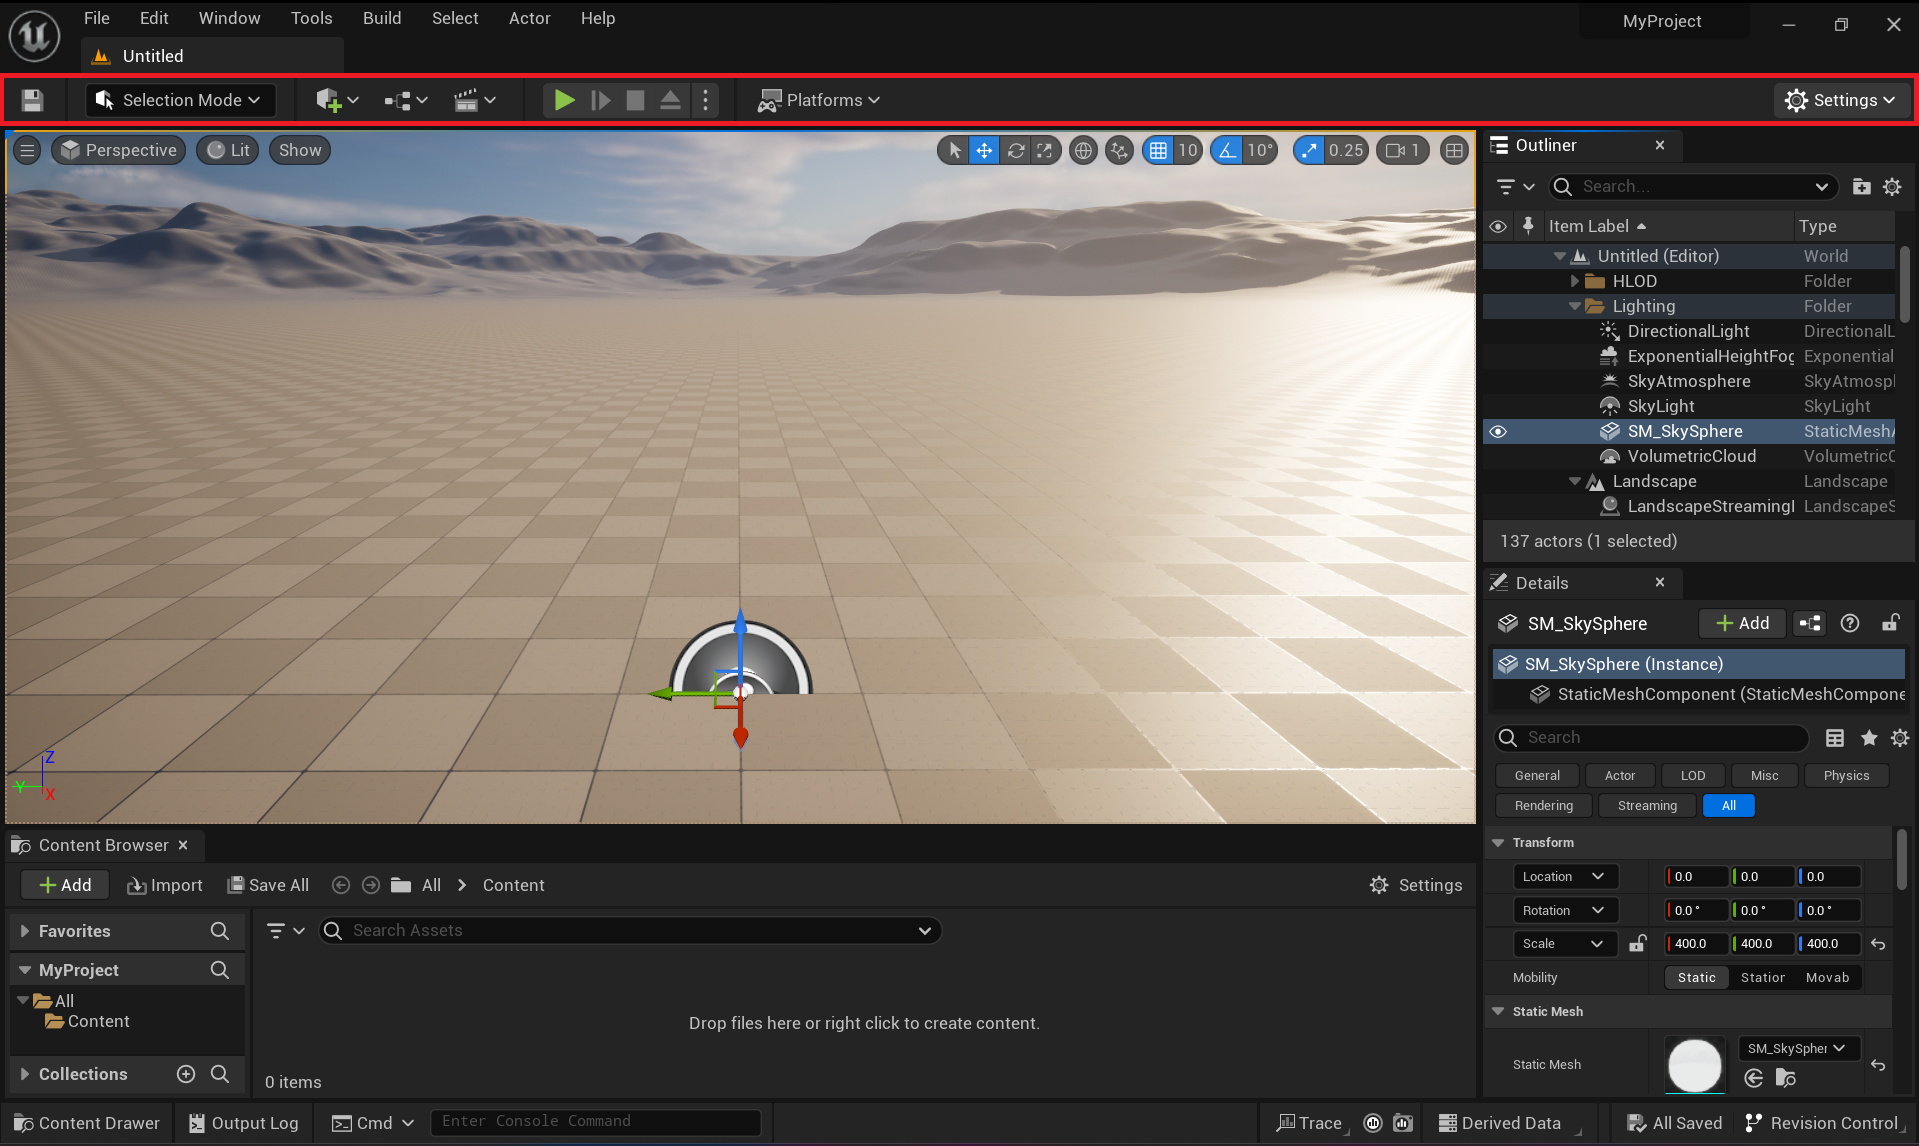 File Edit Window Tools Build Select Actor Help
MyProject
Untitled
Selection Mode
Platforms
Settings
Perspective Lit Show
10 10° 0.25 1
Outliner
Search...
Item Label Type
Untitled (Editor) World
HLOD Folder
Lighting Folder
DirectionalLight DirectionalL
ExponentialHeightFog Exponential
SkyAtmosphere SkyAtmosp
SkyLight SkyLight
SM_SkySphere StaticMeshA
VolumetricCloud VolumetricC
Landscape Landscape
LandscapeStreamingP LandscapeS
137 actors (1 selected)
Details
SM_SkySphere Add
SM_SkySphere (Instance)
StaticMeshComponent (StaticMeshCompone
Search
General Actor LOD Misc Physics
Rendering Streaming All
Transform
Location 0.0 0.0 0.0
Rotation 0.0 ° 0.0 ° 0.0 °
Scale 400.0 400.0 400.0
Mobility Static Station Movab
Static Mesh
Static Mesh SM_SkySpher
Z
Y
X
Content Browser
Add Import Save All All Content Settings
Favorites
Search Assets
MyProject
All
Content
Drop files here or right click to create content.
Collections
0 items
Content Drawer Output Log Cmd Enter Console Command Trace Derived Data All Saved Revision Control